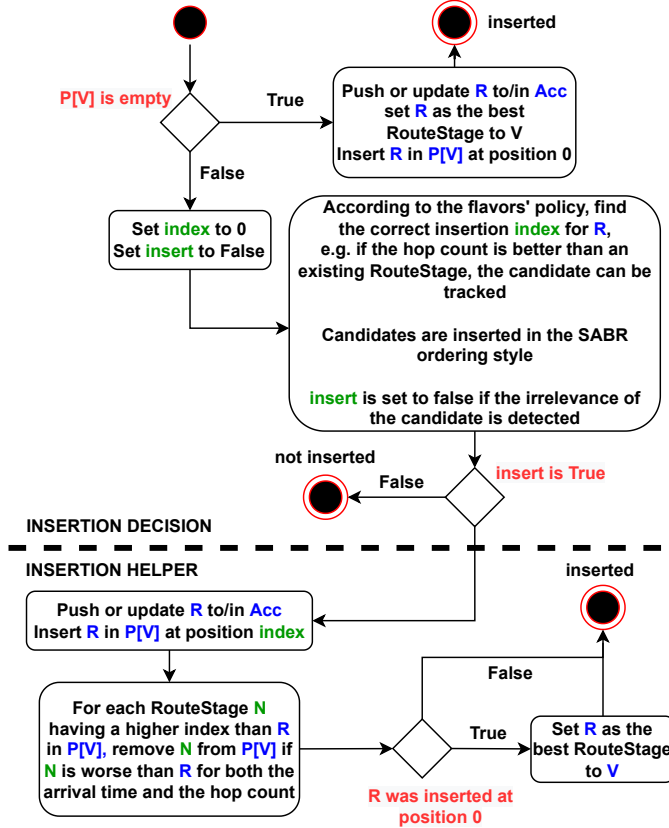 inserted
P[V] is empty
True
Push or update R to/in Acc
set R as the best
RouteStage to V
Insert R in P[V] at position 0
False
Set index to 0
Set insert to False
According to the flavors' policy, find
the correct insertion index for R,
e.g. if the hop count is better than an
existing RouteStage, the candidate can be
tracked
Candidates are inserted in the SABR
ordering style
insert is set to false if the irrelevance of
the candidate is detected
not inserted
False
insert is True
INSERTION DECISION
INSERTION HELPER
inserted
Push or update R to/in Acc
Insert R in P[V] at position index
False
For each RouteStage N
having a higher index than R
in P[V], remove N from P[V] if
N is worse than R for both the
arrival time and the hop count
True
Set R as the
best RouteStage
to V
R was inserted at
position 0